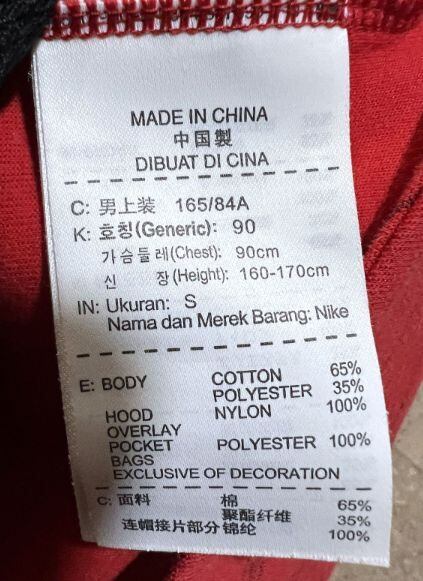 MADE IN CHINA
中国製
DIBUAT DI CINA
C: 男上装 165/84A
K: 호칭(Generic): 90
가슴둘레(Chest): 90cm
신 장(Height): 160-170cm
IN: Ukuran: S
Nama dan Merek Barang: Nike
E: BODY COTTON 65%
POLYESTER 35%
HOOD NYLON 100%
OVERLAY
POCKET POLYESTER 100%
BAGS
EXCLUSIVE OF DECORATION
C: 面料 棉 65%
聚酯纤维 35%
连帽接片部分 锦纶 100%